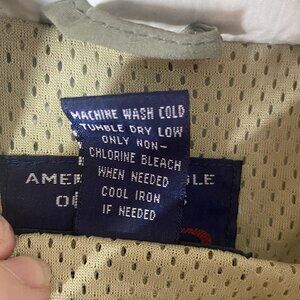 MACHINE WASH COLD
TUMBLE DRY LOW
ONLY NON-
CHLORINE BLEACH
WHEN NEEDED
COOL IRON
IF NEEDED